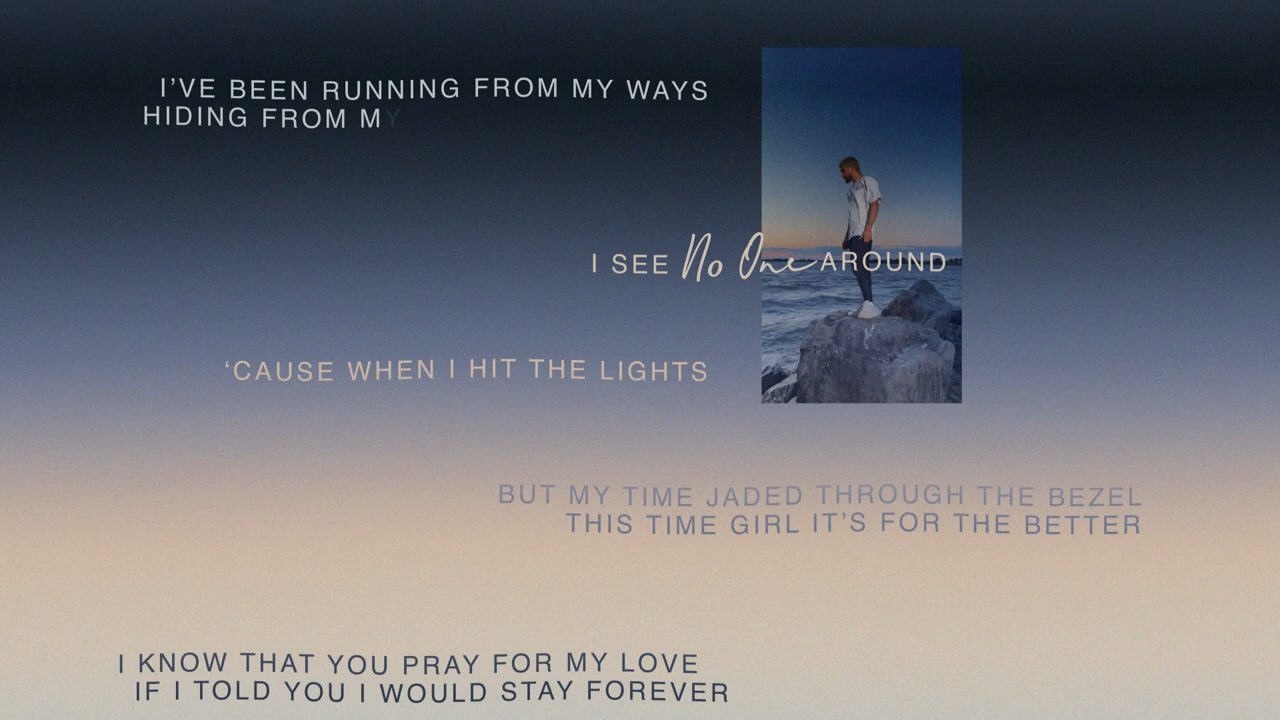 I'VE BEEN RUNNING FROM MY WAYS
HIDING FROM MY
I SEE No One AROUND
‘CAUSE WHEN I HIT THE LIGHTS
BUT MY TIME JADED THROUGH THE BEZEL
THIS TIME GIRL IT'S FOR THE BETTER
I KNOW THAT YOU PRAY FOR MY LOVE
IF I TOLD YOU I WOULD STAY FOREVER